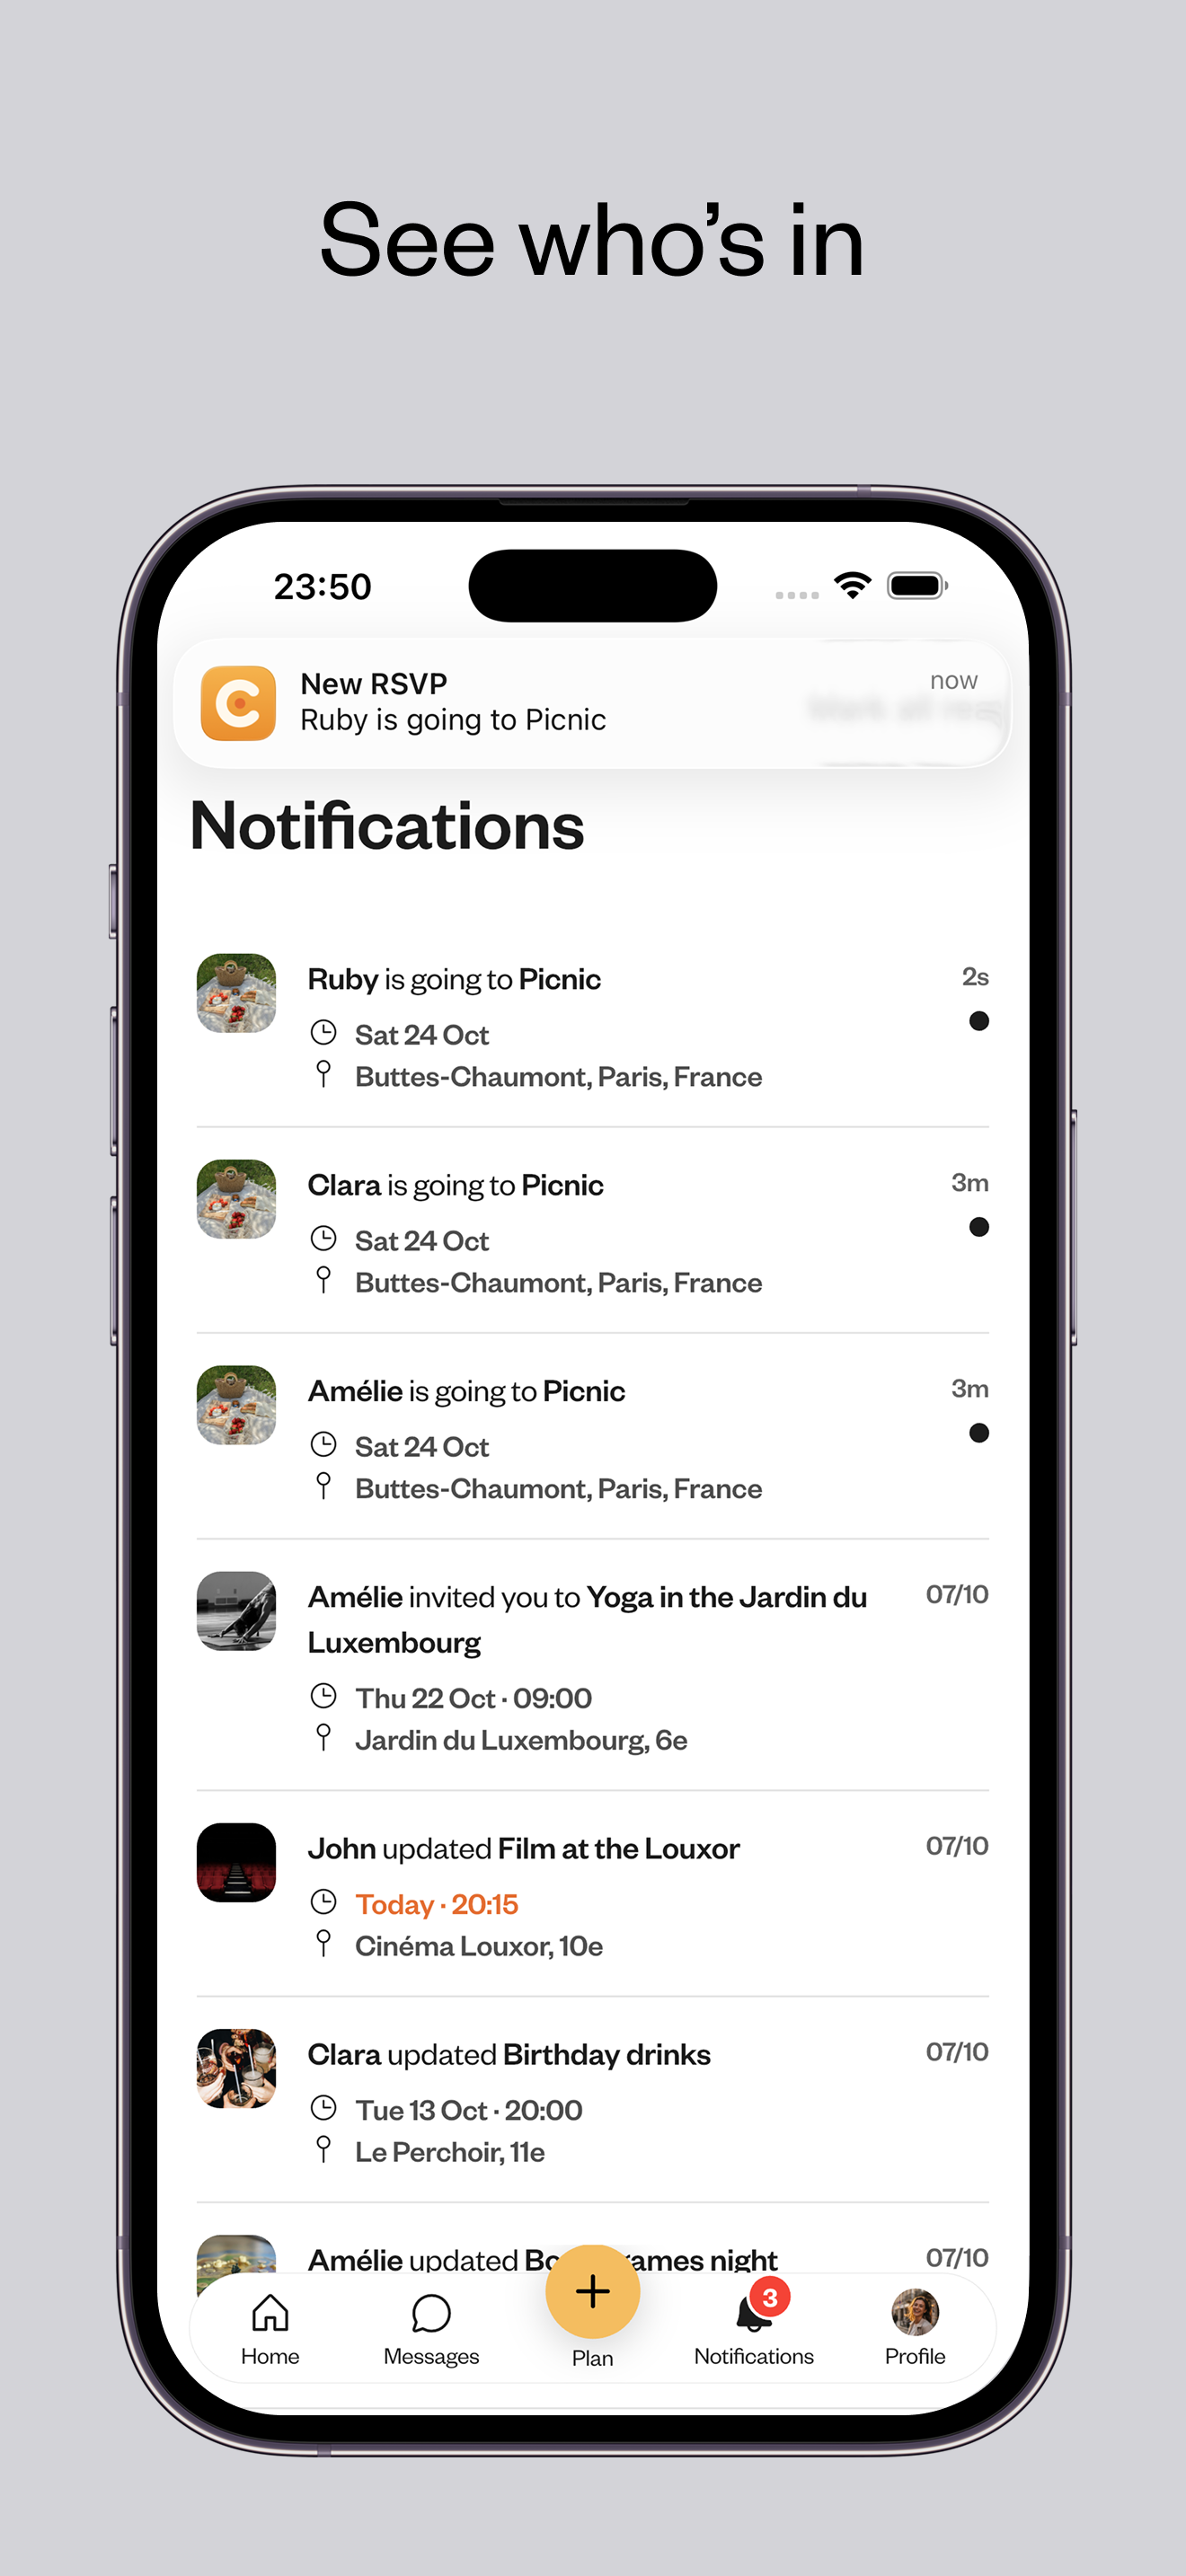 See who’s in
23:50
New RSVP
now
Ruby is going to Picnic
Notifications
Ruby is going to Picnic
2s
Sat 24 Oct
Buttes-Chaumont, Paris, France
Clara is going to Picnic
3m
Sat 24 Oct
Buttes-Chaumont, Paris, France
Amélie is going to Picnic
3m
Sat 24 Oct
Buttes-Chaumont, Paris, France
Amélie invited you to Yoga in the Jardin du
07/10
Luxembourg
Thu 22 Oct · 09:00
Jardin du Luxembourg, 6e
John updated Film at the Louxor
07/10
Today · 20:15
Cinéma Louxor, 10e
Clara updated Birthday drinks
07/10
Tue 13 Oct · 20:00
Le Perchoir, 11e
Amélie updated night
07/10
3
Home
Messages
Plan
Notifications
Profile